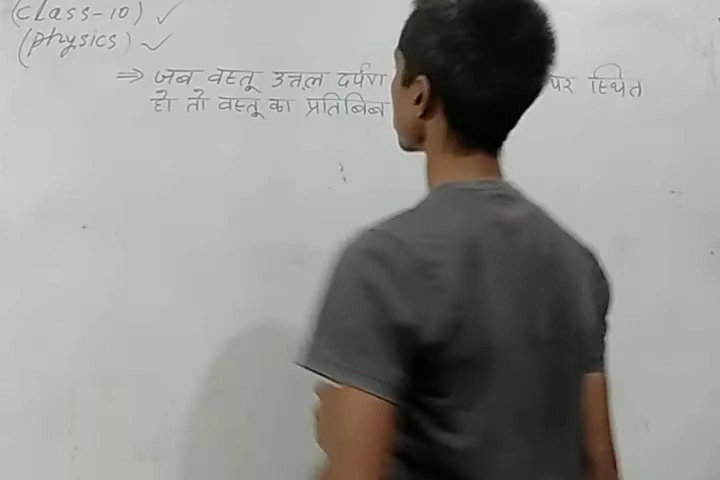 (Class-10) ✓
(Physics) ✓
⇒ जब वस्तू उत्तल दर्पण पर स्थित
हो तो वस्तू का प्रतिबिंब